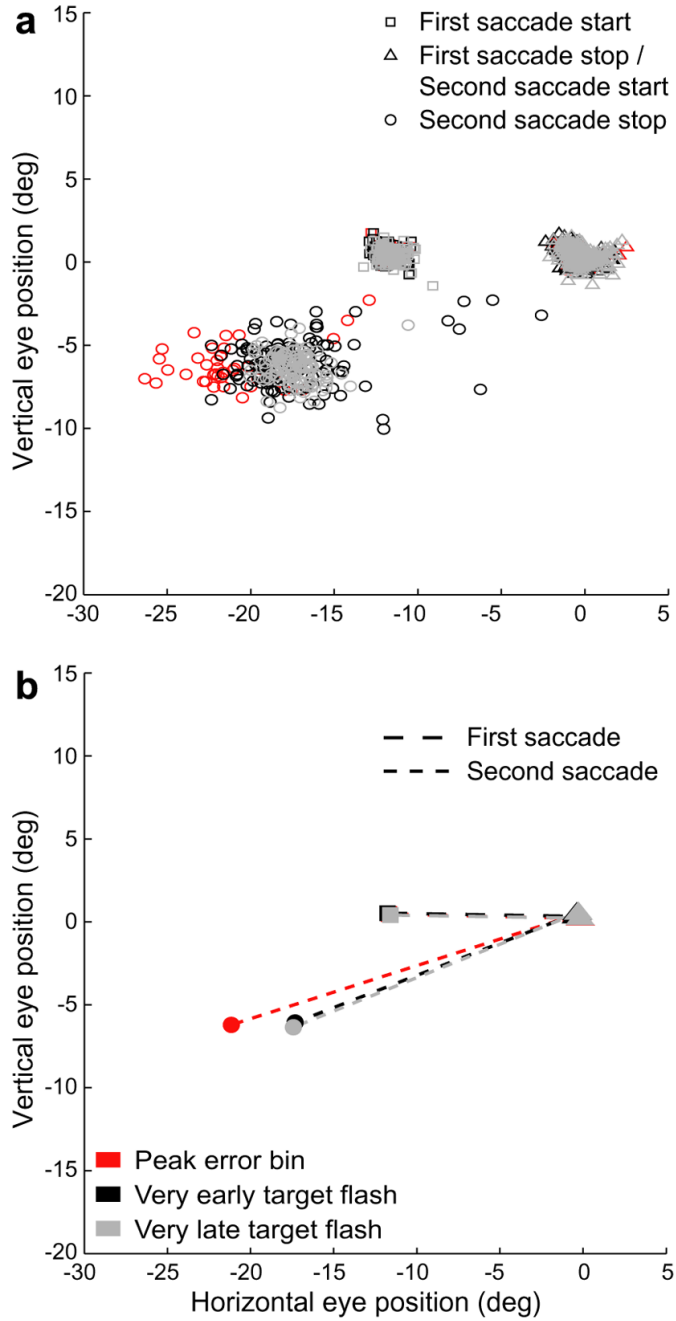 a
15
10
5
0
-5
-10
-15
-20
Vertical eye position (deg)
First saccade start
First saccade stop /
Second saccade start
Second saccade stop
-30
-25
-20
-15
-10
-5
0
5
b
15
10
5
0
-5
-10
-15
-20
Vertical eye position (deg)
First saccade
Second saccade
Peak error bin
Very early target flash
Very late target flash
-30
-25
-20
-15
-10
-5
0
5
Horizontal eye position (deg)